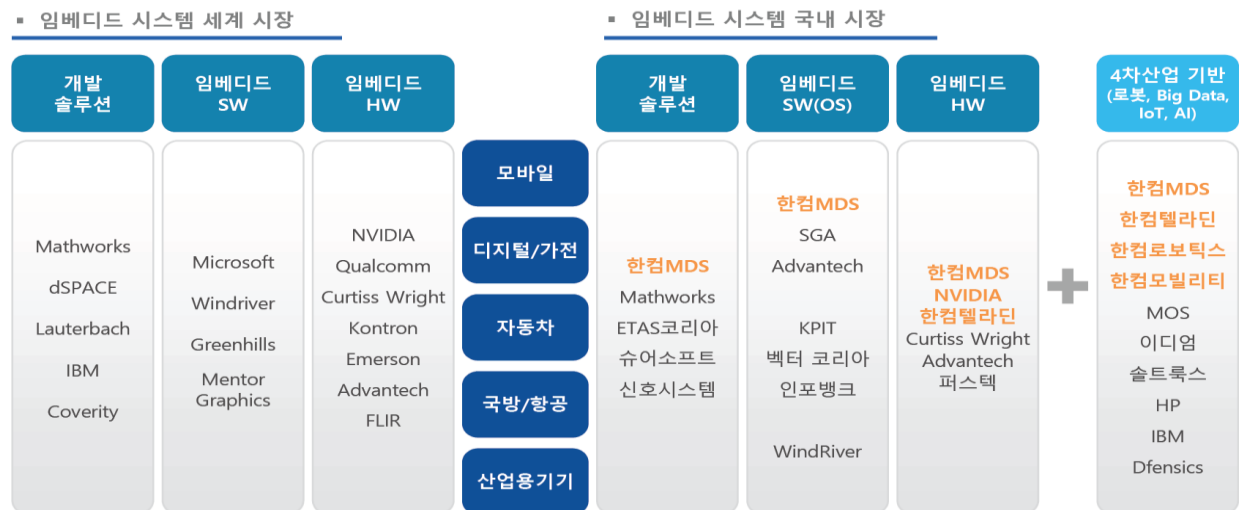 ▪ 임베디드 시스템 세계 시장
개발
솔루션
임베디드
SW
임베디드
HW
Mathworks
dSPACE
Lauterbach
IBM
Coverity
Microsoft
Windriver
Greenhills
Mentor
Graphics
NVIDIA
Qualcomm
Curtiss Wright
Kontron
Emerson
Advantech
FLIR
모바일
디지털/가전
자동차
국방/항공
산업용기기
▪ 임베디드 시스템 국내 시장
개발
솔루션
임베디드
SW(OS)
임베디드
HW
4차산업 기반
(로봇, Big Data,
IoT, AI)
한컴MDS
Mathworks
ETAS코리아
슈어소프트
신호시스템
한컴MDS
SGA
Advantech
KPIT
벡터 코리아
인포뱅크
WindRiver
한컴MDS
NVIDIA
한컴텔라딘
Curtiss Wright
Advantech
퍼스텍
한컴MDS
한컴텔라딘
한컴로보틱스
한컴모빌리티
MOS
이디엄
솔트룩스
HP
IBM
Dfensics